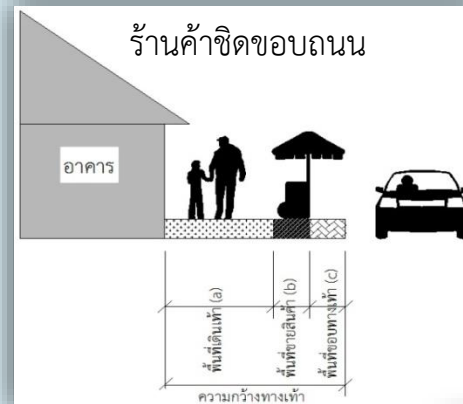 ร้านค้าชิดขอบถนน
อาคาร
พื้นที่เดินเท้า (a)
พื้นที่ขายสินค้า (b)
พื้นที่ขอบทางเท้า (c)
ความกว้างทางเท้า